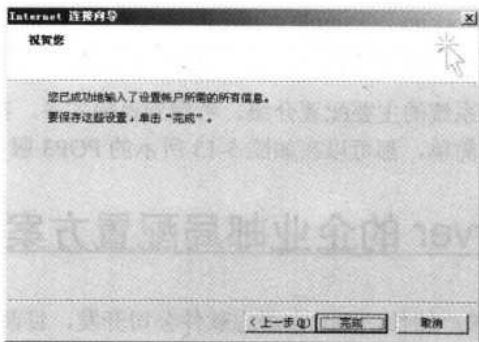 Internet 连接向导
祝贺您
您已成功地输入了设置帐户所需的所有信息。
要保存这些设置，单击“完成”。
<上一步(B)
完成
取消